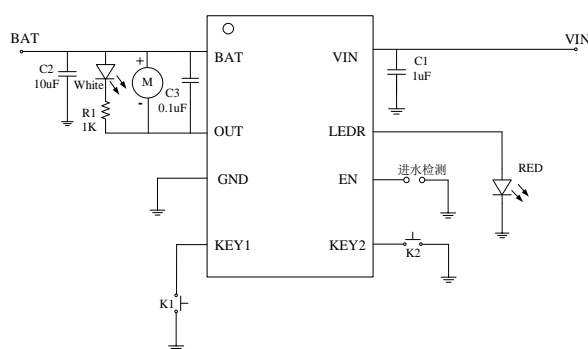 BAT
VIN
C2
10uF
White
R1
1K
+
M
-
C3
0.1uF
BAT
OUT
GND
KEY1
VIN
LEDR
EN
KEY2
C1
1uF
进水检测
RED
K2
K1